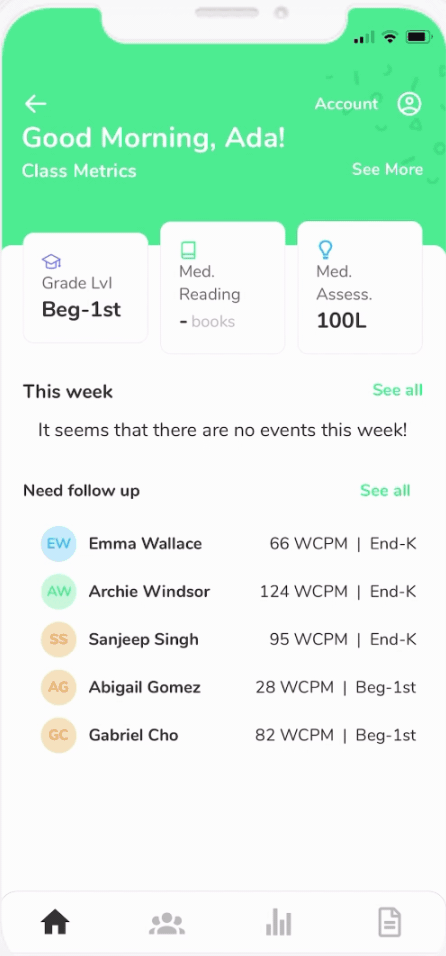 Account
Good Morning, Ada!
Class Metrics
See More
Grade Lvl
Beg-1st
Med.
Reading
- books
Med.
Assess.
100L
This week
See all
It seems that there are no events this week!
Need follow up
See all
EW Emma Wallace 66 WCPM | End-K
AW Archie Windsor 124 WCPM | End-K
SS Sanjeep Singh 95 WCPM | End-K
AG Abigail Gomez 28 WCPM | Beg-1st
GC Gabriel Cho 82 WCPM | Beg-1st